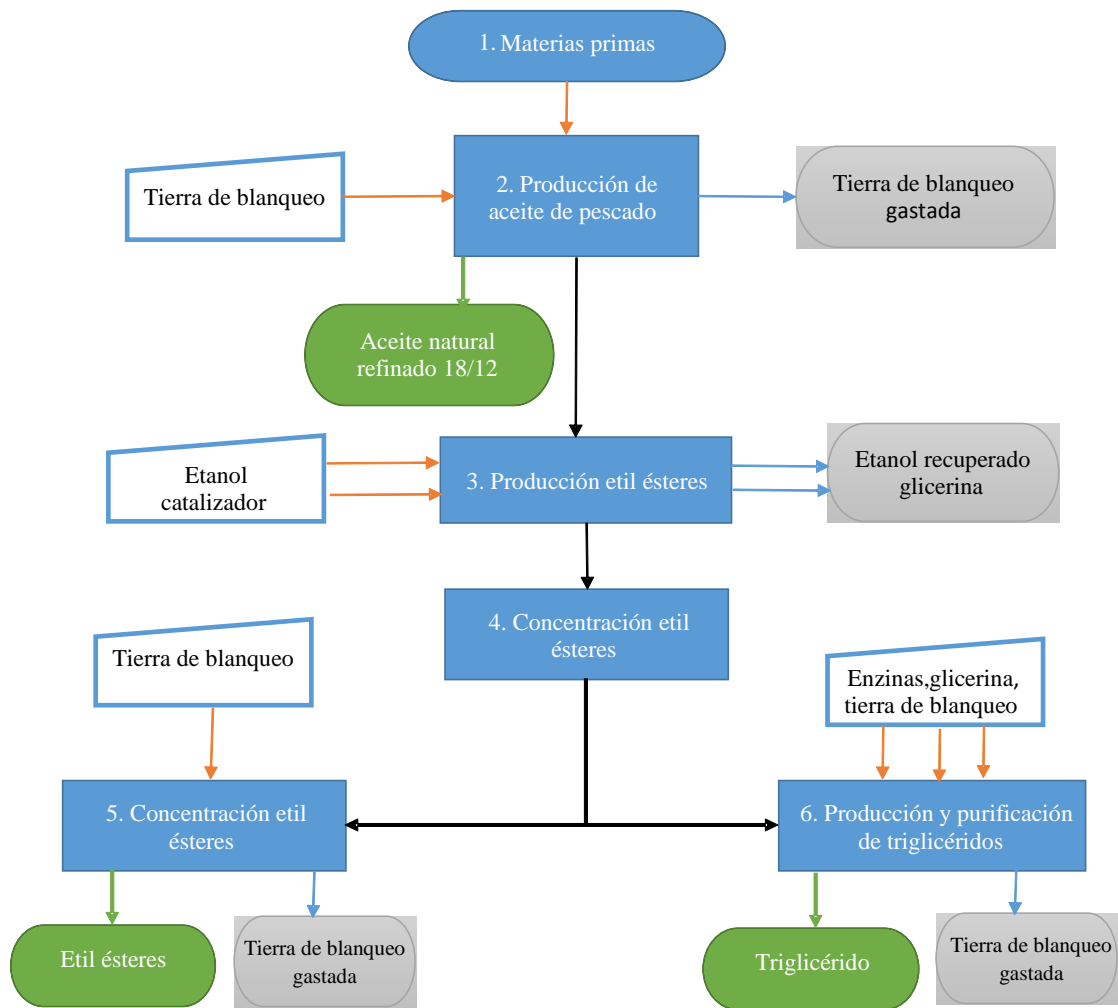 1. Materias primas
Tierra de blanqueo
2. Producción de
aceite de pescado
Tierra de blanqueo
gastada
Aceite natural
refinado 18/12
Etanol
catalizador
3. Producción etil ésteres
Etanol recuperado
glicerina
4. Concentración etil
ésteres
Tierra de blanqueo
Enzinas,glicerina,
tierra de blanqueo
5. Concentración etil
ésteres
6. Producción y purificación
de triglicéridos
Etil ésteres
Tierra de blanqueo
gastada
Triglicérido
Tierra de blanqueo
gastada